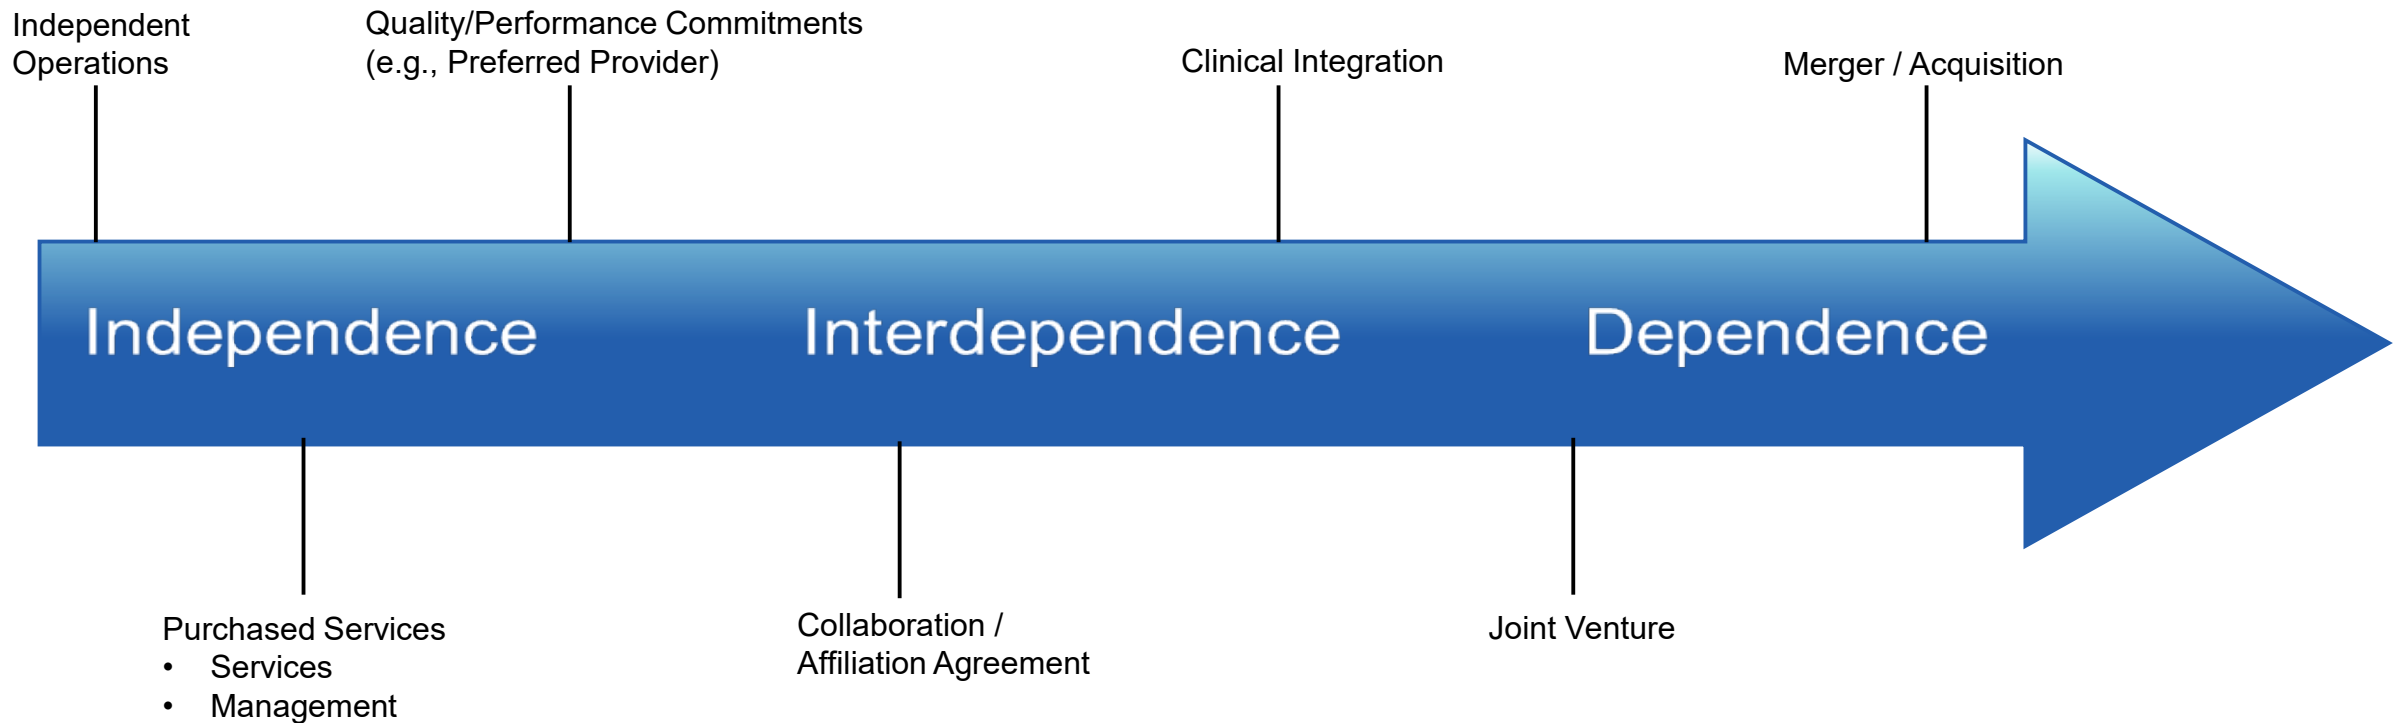 Independent
Operations
Quality/Performance Commitments
(e.g., Preferred Provider)
Clinical Integration
Merger / Acquisition
Independence
Interdependence
Dependence
Purchased Services
• Services
• Management
Collaboration /
Affiliation Agreement
Joint Venture